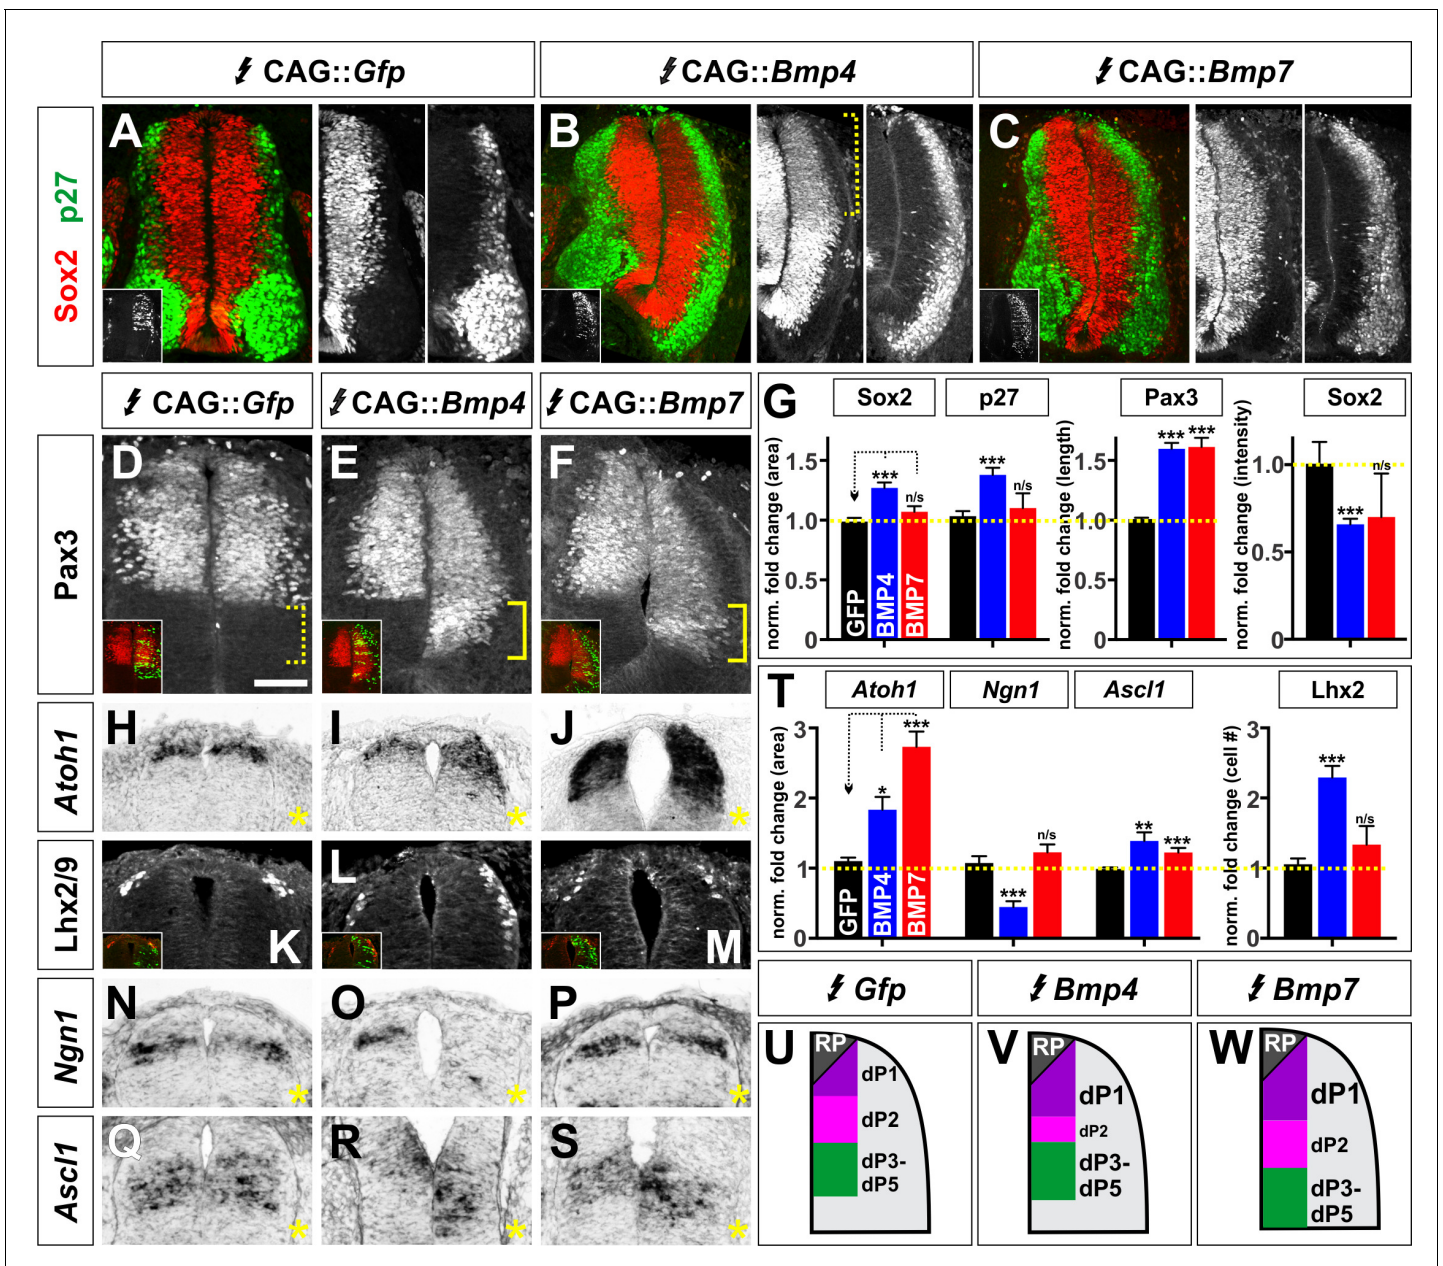 CAG::Gfp
CAG::Bmp4
CAG::Bmp7
Sox2 p27
A
B
C
CAG::Gfp
CAG::Bmp4
CAG::Bmp7
Pax3
D
E
F
G
Sox2
p27
Pax3
Sox2
norm. fold change (area)
1.5
1.0
0.5
0
GFP
BMP4
BMP7
***
n/s
***
n/s
norm. fold change (length)
1.5
1.0
0.5
0
***
***
norm. fold change (intensity)
1.0
0.5
0
***
n/s
Atoh1
H
I
J
*
*
*
Lhx2/9
K
L
M
Ngn1
N
O
P
*
*
*
Ascl1
Q
R
S
*
*
*
T
Atoh1
Ngn1
Ascl1
Lhx2
norm. fold change (area)
3
2
1
0
GFP
BMP4
BMP7
*
***
***
n/s
**
***
norm. fold change (cell #)
3
2
1
0
***
n/s
Gfp
Bmp4
Bmp7
U
RP
dP1
dP2
dP3-
dP5
V
RP
dP1
dP2
dP3-
dP5
W
RP
dP1
dP2
dP3-
dP5